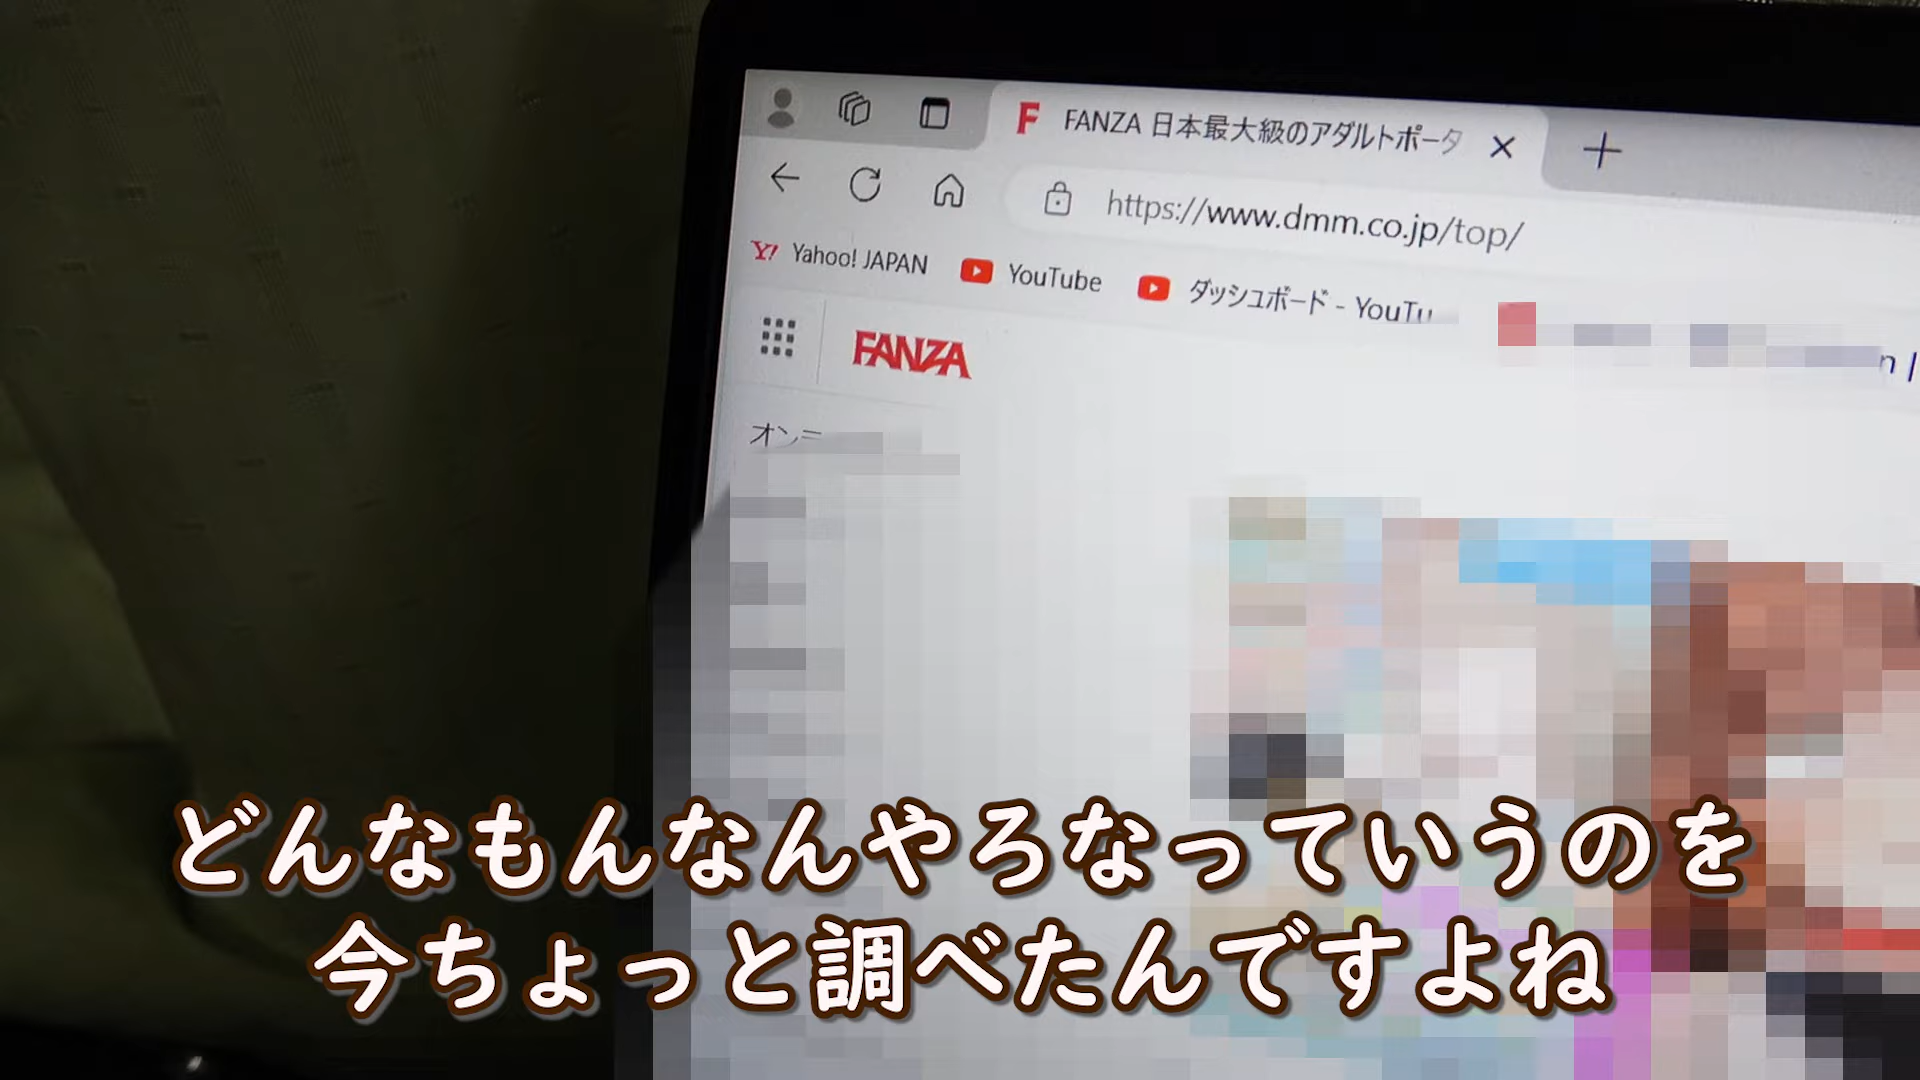 FANZA 日本最大級のアダルトポータ
https://www.dmm.co.jp/top/
Yahoo! JAPAN YouTube ダッシュボード - YouTu
FANZA
どんなもんなんやろなっていうのを
今ちょっと調べたんですよね